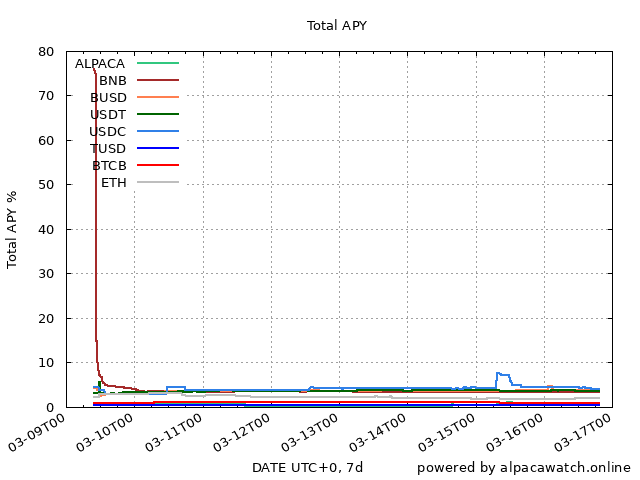 Total APY
80
70
60
50
40
30
20
10
0
Total APY %
ALPACA
BNB
BUSD
USDT
USDC
TUSD
BTCB
ETH
03-09T00
03-10T00
03-11T00
03-12T00
03-13T00
03-14T00
03-15T00
03-16T00
03-17T00
DATE UTC+0, 7d
powered by alpacawatch.online